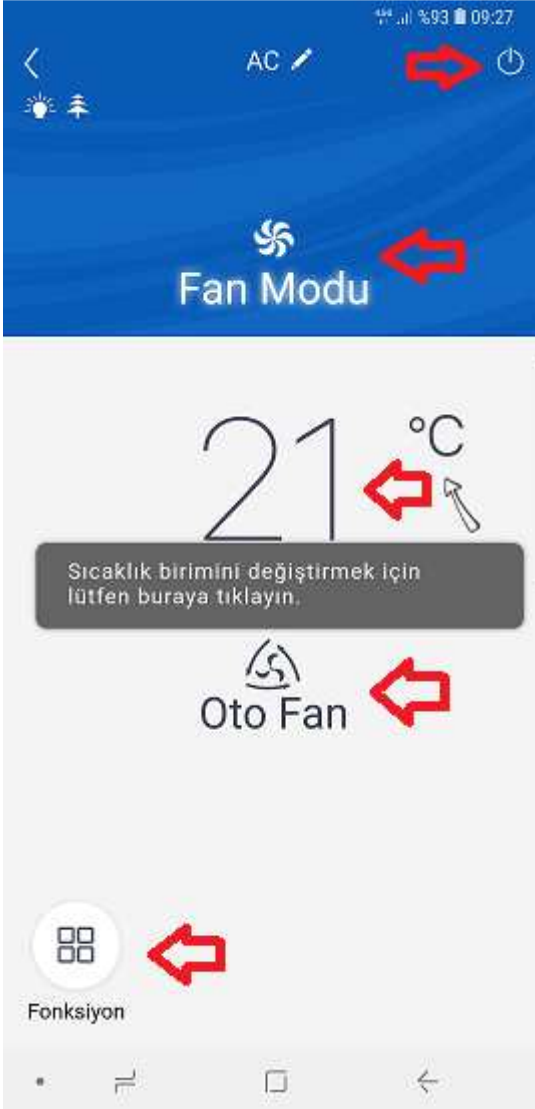 %93 09:27
AC
Fan Modu
21 °C
Sıcaklık birimini değiştirmek için
lütfen buraya tıklayın.
Oto Fan
Fonksiyon